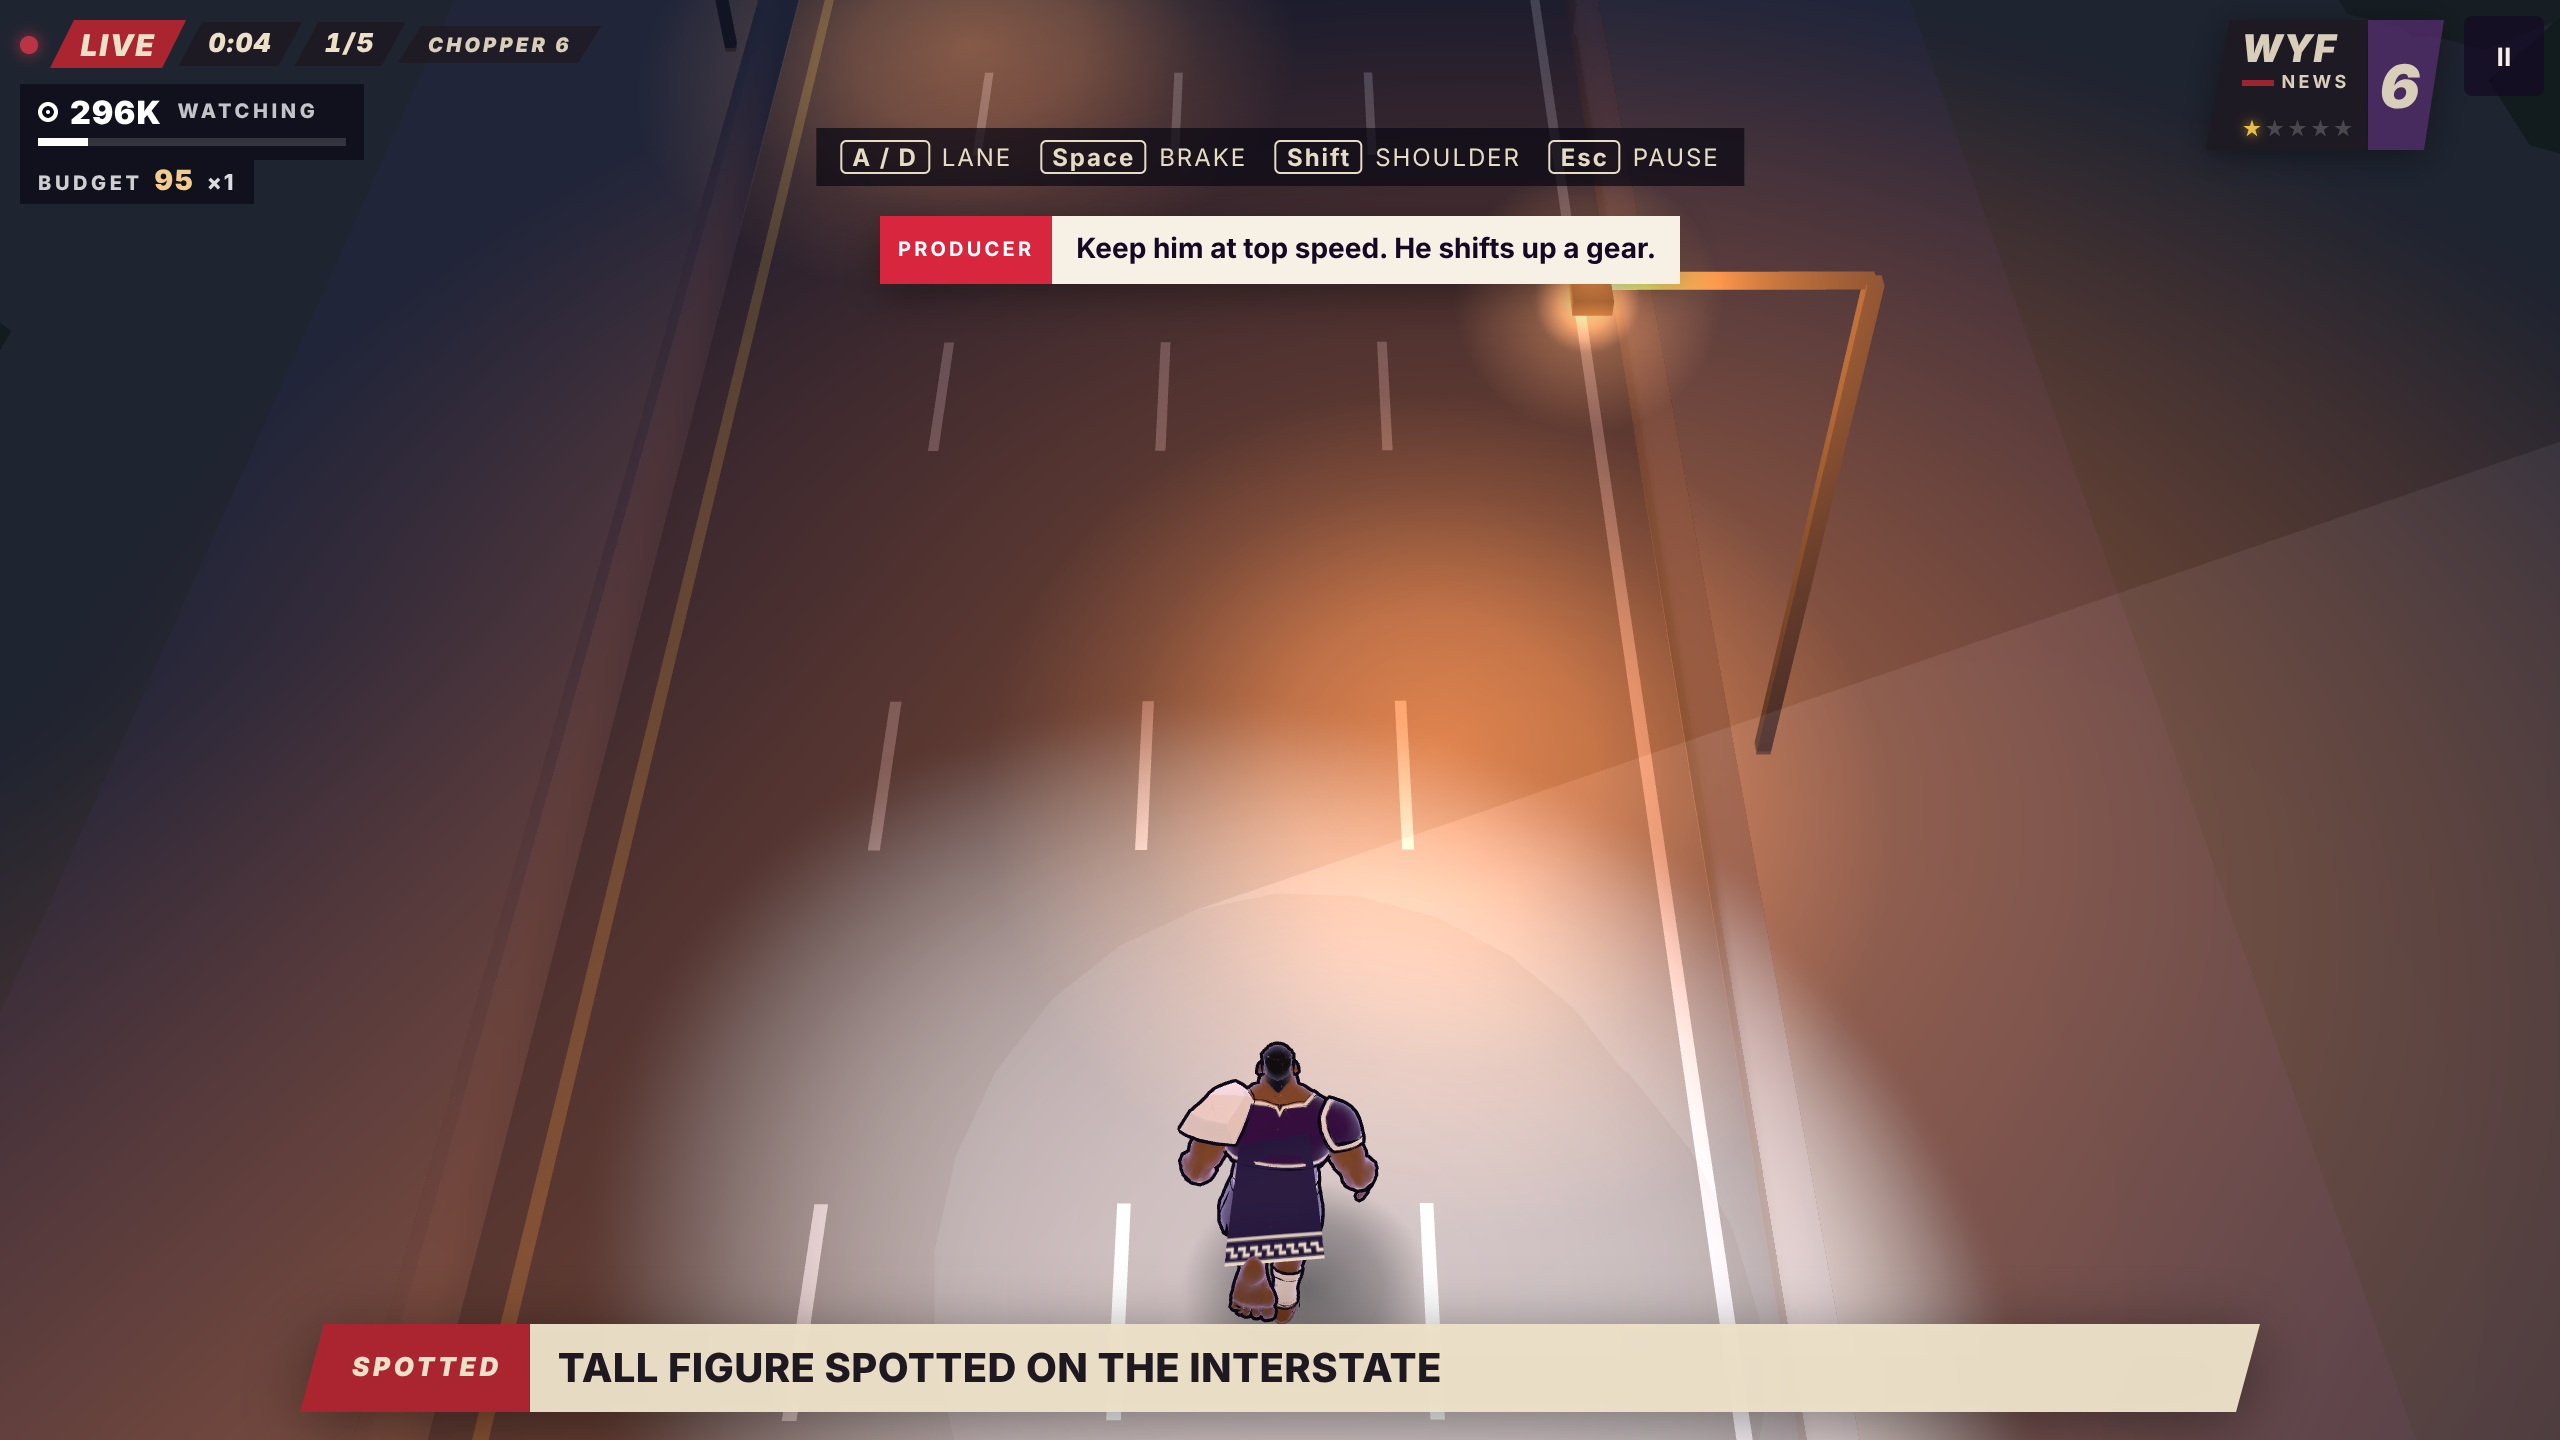 LIVE 0:04 1/5 CHOPPER 6
296K WATCHING
BUDGET 95 ×1
WYF
NEWS
6
A / D LANE Space BRAKE Shift SHOULDER Esc PAUSE
PRODUCER Keep him at top speed. He shifts up a gear.
SPOTTED TALL FIGURE SPOTTED ON THE INTERSTATE